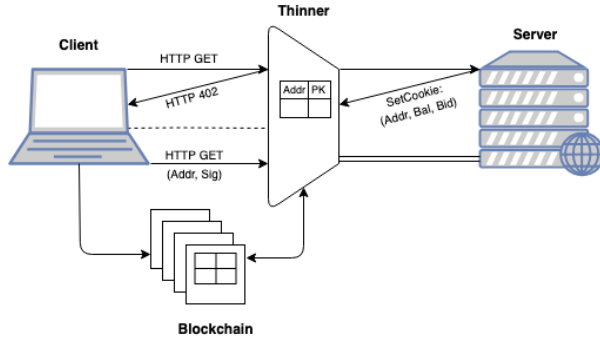 Thinner
Client
Server
HTTP GET
HTTP 402
Addr PK
SetCookie:
(Addr, Bal, Bid)
HTTP GET
(Addr, Sig)
Blockchain